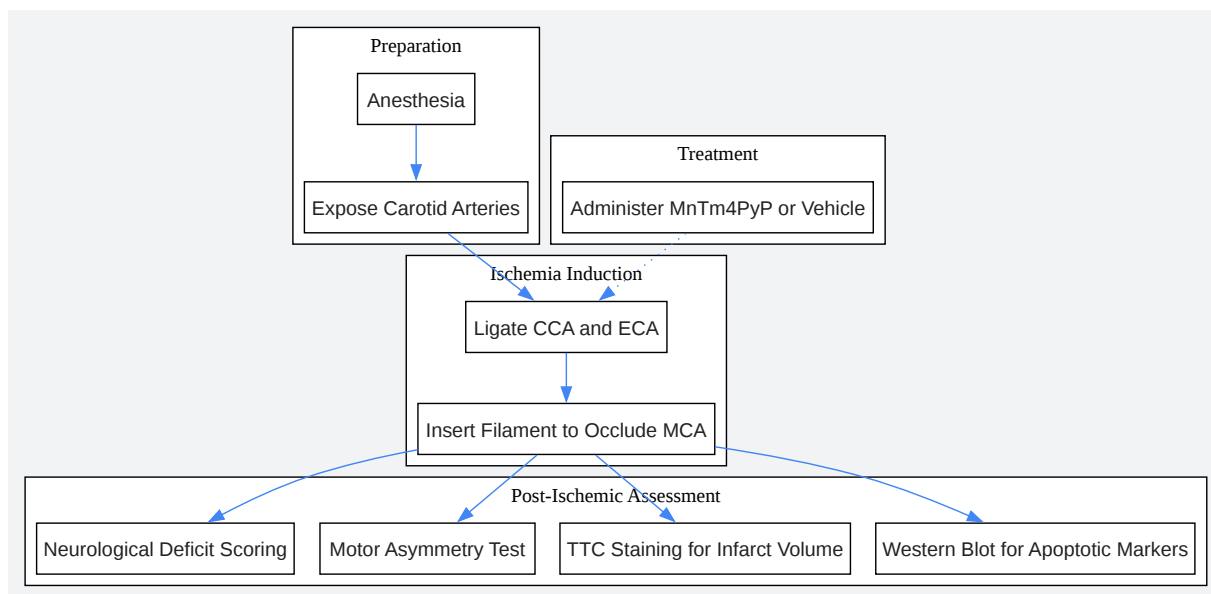 Preparation
Anesthesia
Expose Carotid Arteries
Treatment
Administer MnTm4PyP or Vehicle
Ischemia Induction
Ligate CCA and ECA
Insert Filament to Occlude MCA
Post-Ischemic Assessment
Neurological Deficit Scoring
Motor Asymmetry Test
TTC Staining for Infarct Volume
Western Blot for Apoptotic Markers